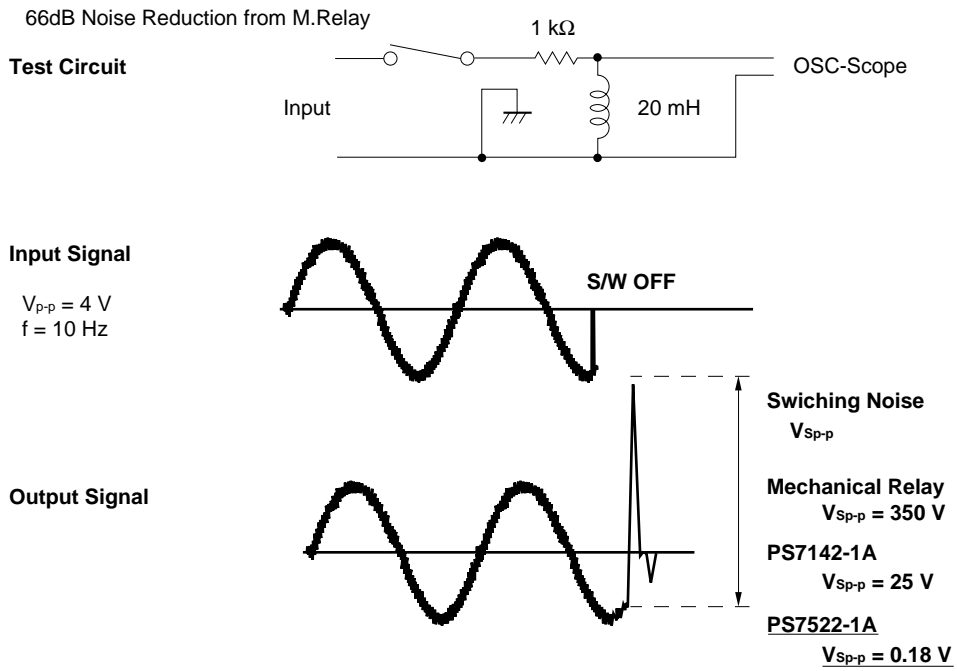 66dB Noise Reduction from M.Relay
1 kΩ
Test Circuit
OSC-Scope
Input
20 mH
Input Signal
S/W OFF
Vp-p = 4 V
f = 10 Hz
Swiching Noise
VSp-p
Output Signal
Mechanical Relay
VSp-p = 350 V
PS7142-1A
VSp-p = 25 V
PS7522-1A
VSp-p = 0.18 V